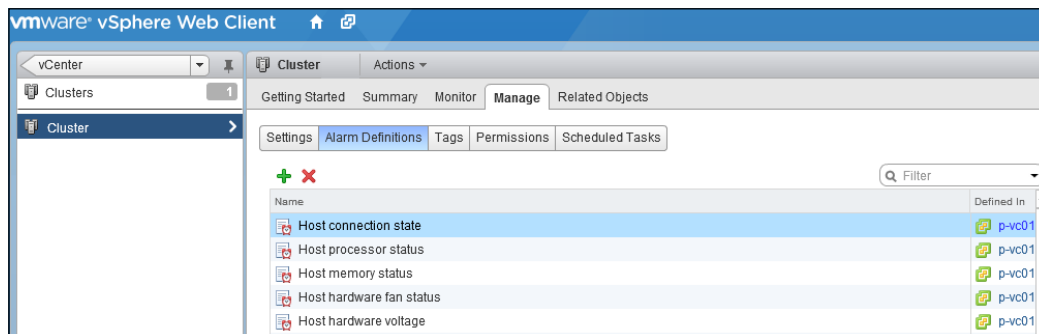 vmware® vSphere Web Client
vCenter
Clusters 1
Cluster
Cluster Actions
Getting Started Summary Monitor Manage Related Objects
Settings Alarm Definitions Tags Permissions Scheduled Tasks
Filter
Name Defined In
Host connection state p-vc01
Host processor status p-vc01
Host memory status p-vc01
Host hardware fan status p-vc01
Host hardware voltage p-vc01